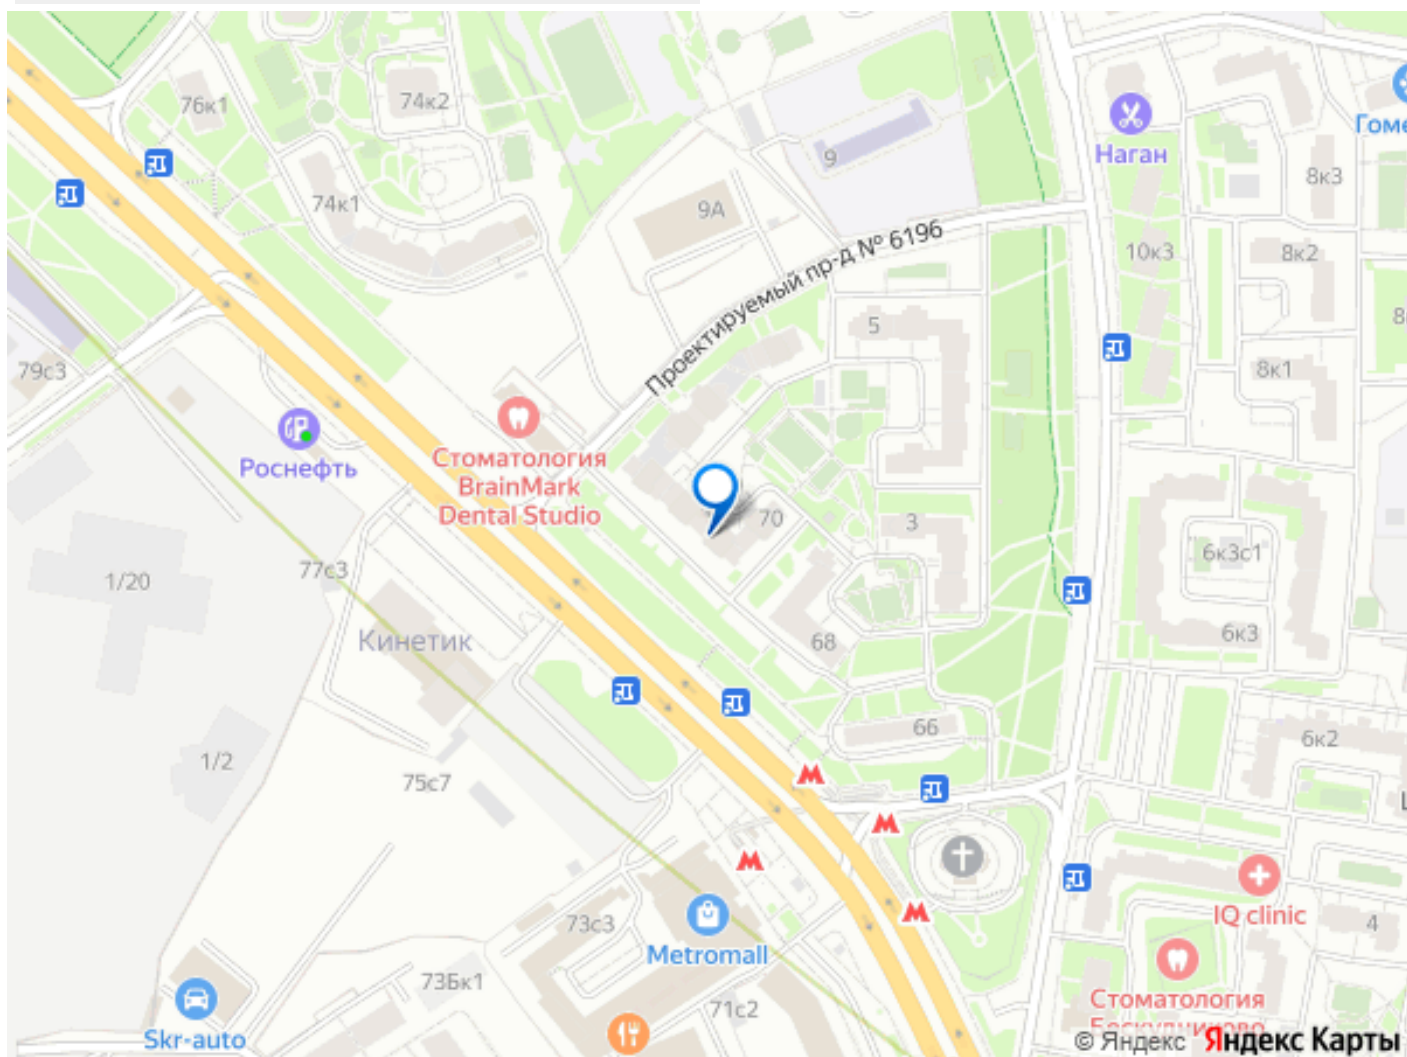 76к1
74к2
Наган
Гоме
9
8к3
74к1
9А
10к3
8к2
Проектируемый пр-д № 6196
5
8
79с3
8к1
Роснефть
Стоматология
BrainMark
Dental Studio
70
3
6к3с1
1/20
77с3
Кинетик
68
6к3
66
6к2
1/2
75с7
IQ clinic
4
73с3
Metromall
73Бк1
71с2
Skr-auto
Стоматология
Бескудниково
© Яндекс Яндекс Карты